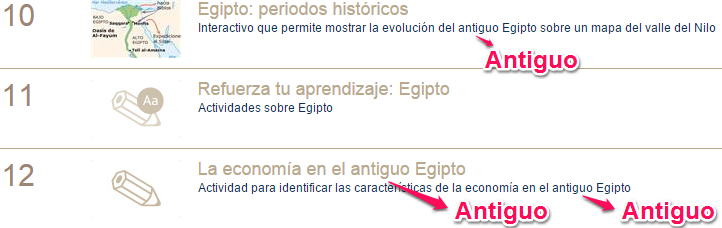 10
Egipto: periodos históricos
Interactivo que permite mostrar la evolución del antiguo Egipto sobre un mapa del valle del Nilo
Antiguo
BAJO
EGIPTO
Saqqara
Oasis de
Al-Fayum
ALTO
EGIPTO
Tell al-Amarna
11
Aa
Refuerza tu aprendizaje: Egipto
Actividades sobre Egipto
12
La economía en el antiguo Egipto
Actividad para identificar las características de la economía en el antiguo Egipto
Antiguo
Antiguo